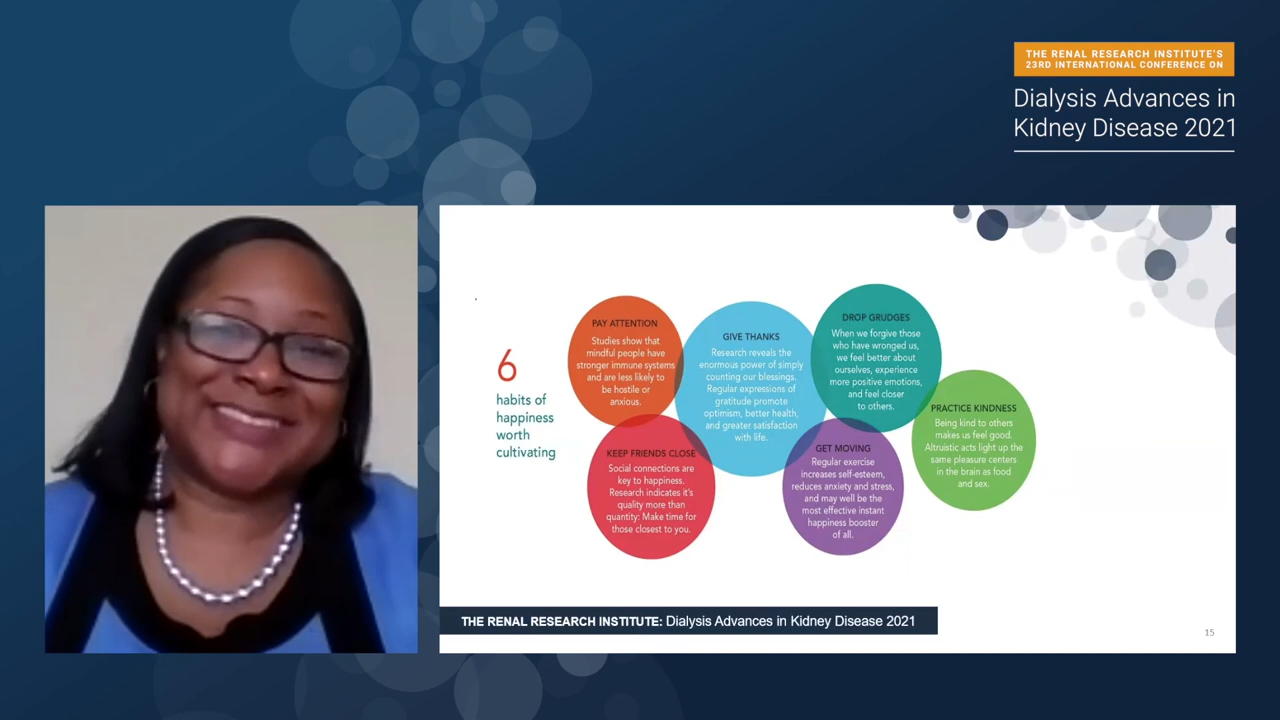 THE RENAL RESEARCH INSTITUTE'S
23RD INTERNATIONAL CONFERENCE ON
Dialysis Advances in
Kidney Disease 2021
6
habits of
happiness
worth
cultivating
PAY ATTENTION
Studies show that
mindful people have
stronger immune systems
and are less likely to
be hostile or
anxious.
GIVE THANKS
Research reveals the
enormous power of simply
counting our blessings.
Regular expressions of
gratitude promote
optimism, better health,
and greater satisfaction
with life.
DROP GRUDGES
When we forgive those
who have wronged us,
we feel better about
ourselves, experience
more positive emotions,
and feel closer
to others.
PRACTICE KINDNESS
Being kind to others
makes us feel good.
Altruistic acts light up the
same pleasure centers
in the brain as food
and sex.
KEEP FRIENDS CLOSE
Social connections are
key to happiness.
Research indicates it's
quality more than
quantity: Make time for
those closest to you.
GET MOVING
Regular exercise
increases self-esteem,
reduces anxiety and stress,
and may well be the
most effective instant
happiness booster
of all.
THE RENAL RESEARCH INSTITUTE: Dialysis Advances in Kidney Disease 2021
15